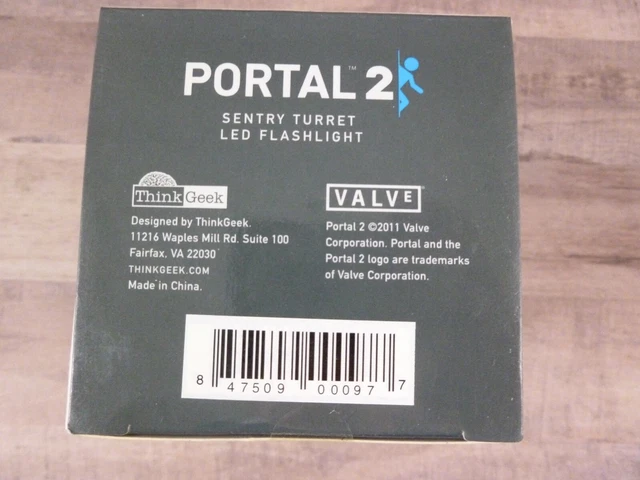 PORTAL™ 2
SENTRY TURRET
LED FLASHLIGHT
ThinkGeek
Designed by ThinkGeek.
11216 Waples Mill Rd. Suite 100
Fairfax, VA 22030
THINKGEEK.COM
Made in China.
VALVE®
Portal 2 ©2011 Valve
Corporation. Portal and the
Portal 2 logo are trademarks
of Valve Corporation.
8 47509 00097 7